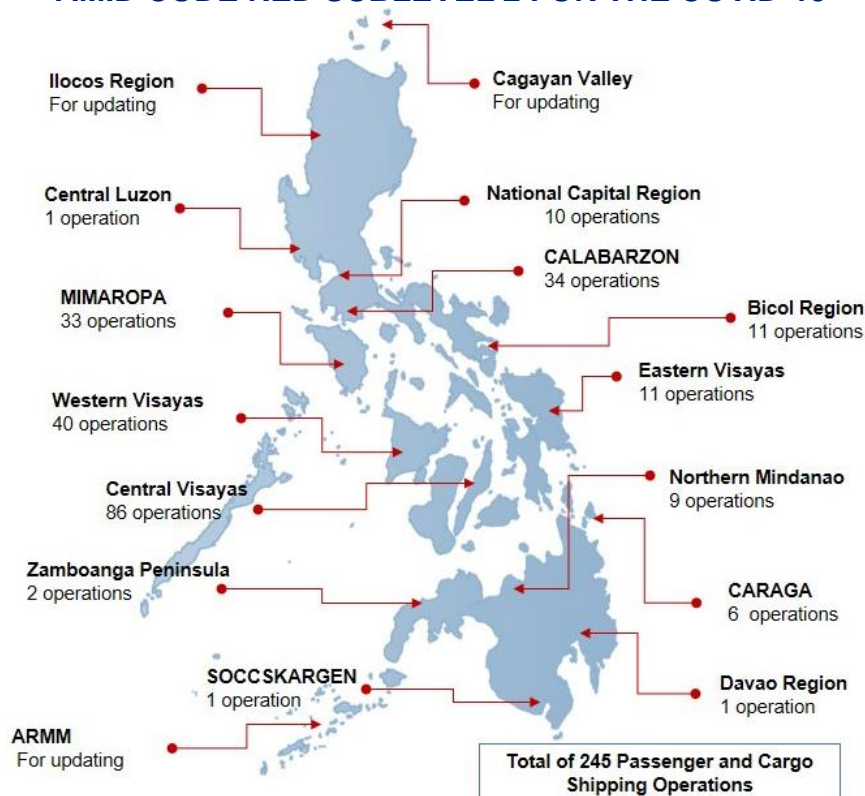 Ilocos Region
For updating
Cagayan Valley
For updating
Central Luzon
1 operation
National Capital Region
10 operations
CALABARZON
34 operations
MIMAROPA
33 operations
Bicol Region
11 operations
Eastern Visayas
11 operations
Western Visayas
40 operations
Northern Mindanao
9 operations
Central Visayas
86 operations
Zamboanga Peninsula
2 operations
CARAGA
6 operations
SOCCSKARGEN
1 operation
Davao Region
1 operation
ARMM
For updating
Total of 245 Passenger and Cargo
Shipping Operations